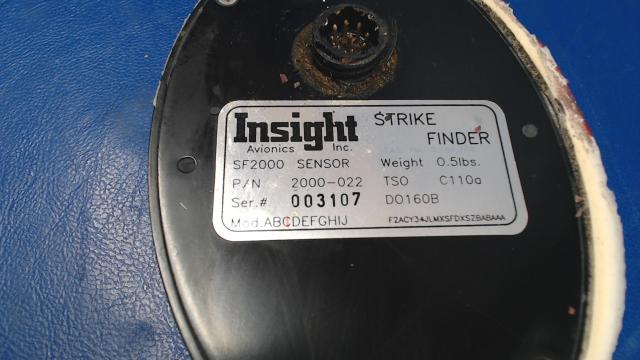 Insight STRIKE
Avionics Inc. FINDER
SF2000 SENSOR Weight 0.5lbs.
P/N 2000-022 TSO C110a
Ser.# 003107 DO160B
Mod.ABCDEFGHIJ F2ACY34JLMXSFDXSZBABAAA